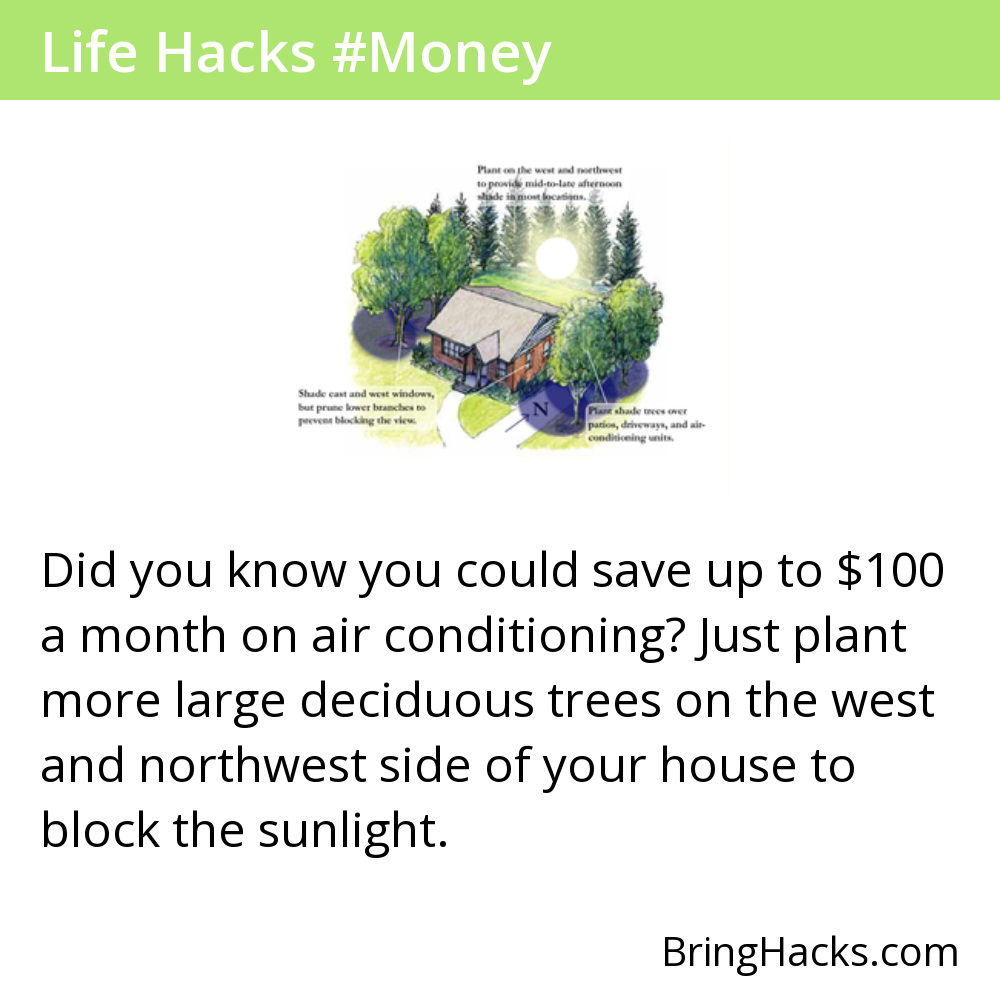 Life Hacks #Money
Plant on the west and northwest
to provide mid-to-late afternoon
shade in most locations.
Shade east and west windows,
but prune lower branches to
prevent blocking the view.
N
Plant shade trees over
patios, driveways, and air-
conditioning units.
Did you know you could save up to $100
a month on air conditioning? Just plant
more large deciduous trees on the west
and northwest side of your house to
block the sunlight.
BringHacks.com